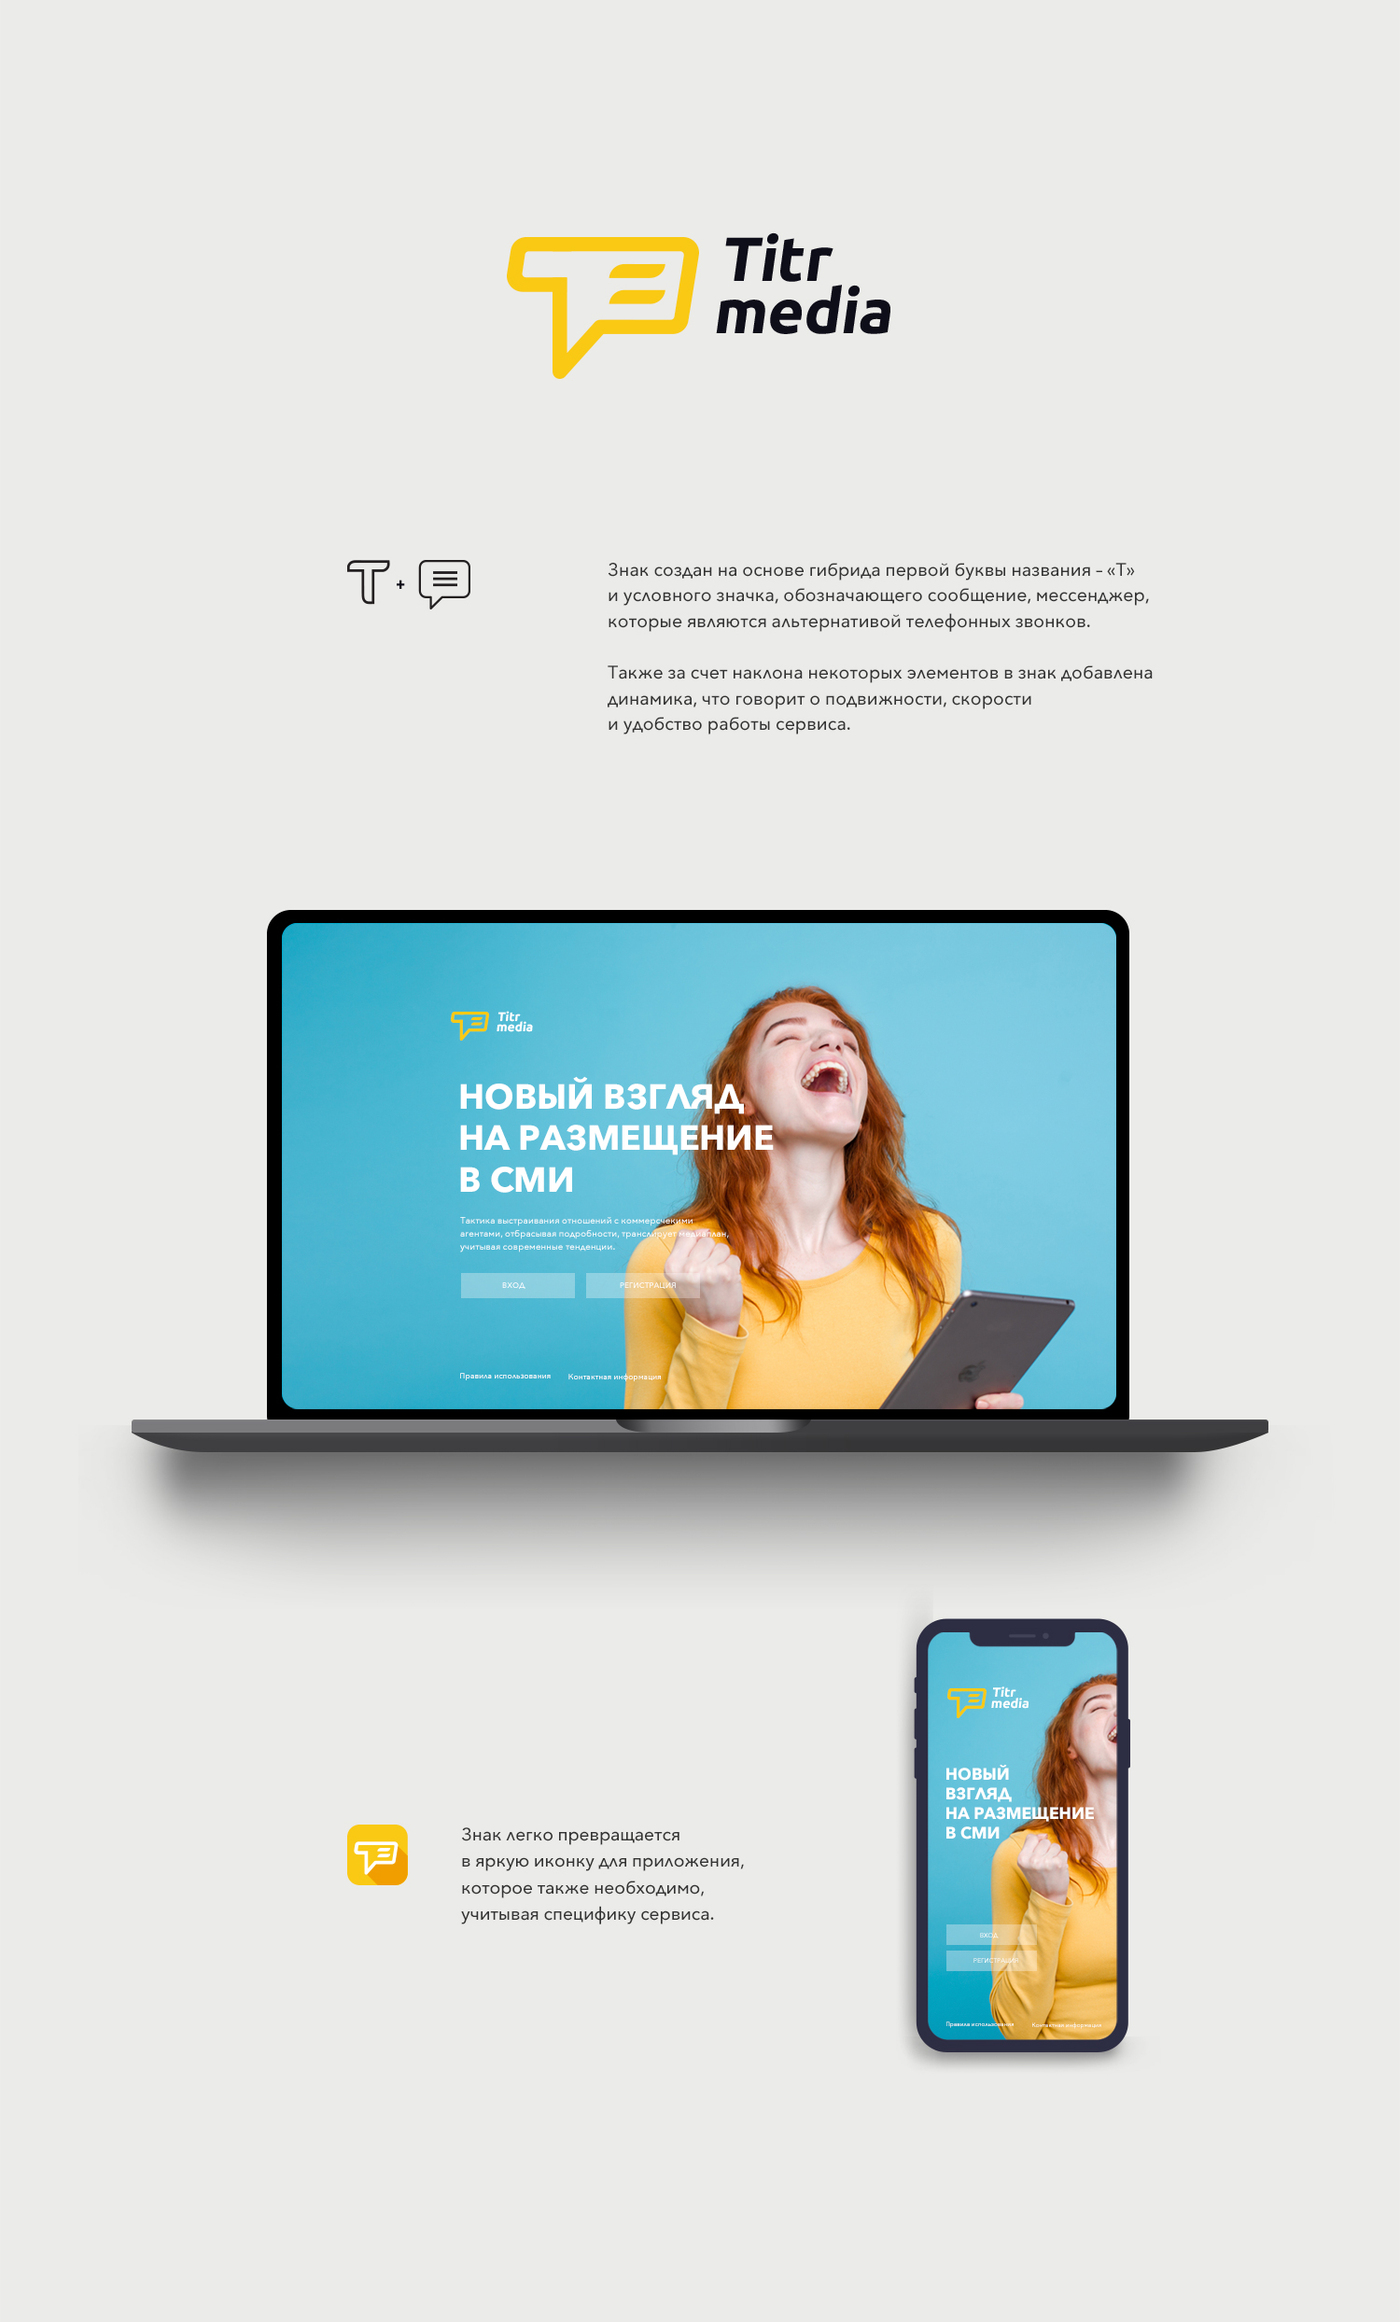 Titr
media
T + 
Знак создан на основе гибрида первой буквы названия – «Т»
и условного значка, обозначающего сообщение, мессенджер,
которые являются альтернативой телефонных звонков.
Также за счет наклона некоторых элементов в знак добавлена
динамика, что говорит о подвижности, скорости
и удобство работы сервиса.
Titr
media
НОВЫЙ ВЗГЛЯД
НА РАЗМЕЩЕНИЕ
В СМИ
Тактика выстраивания отношений с коммерсчекими
агентами, отбрасывая подробности, транслирует медиаплан,
учитывая современные тенденции.
ВХОД РЕГИСТРАЦИЯ
Правила использования Контактная информация
Titr
media
НОВЫЙ
ВЗГЛЯД
НА РАЗМЕЩЕНИЕ
В СМИ
ВХОД
РЕГИСТРАЦИЯ
Правила использования Контактная информация
Знак легко превращается
в яркую иконку для приложения,
которое также необходимо,
учитывая специфику сервиса.